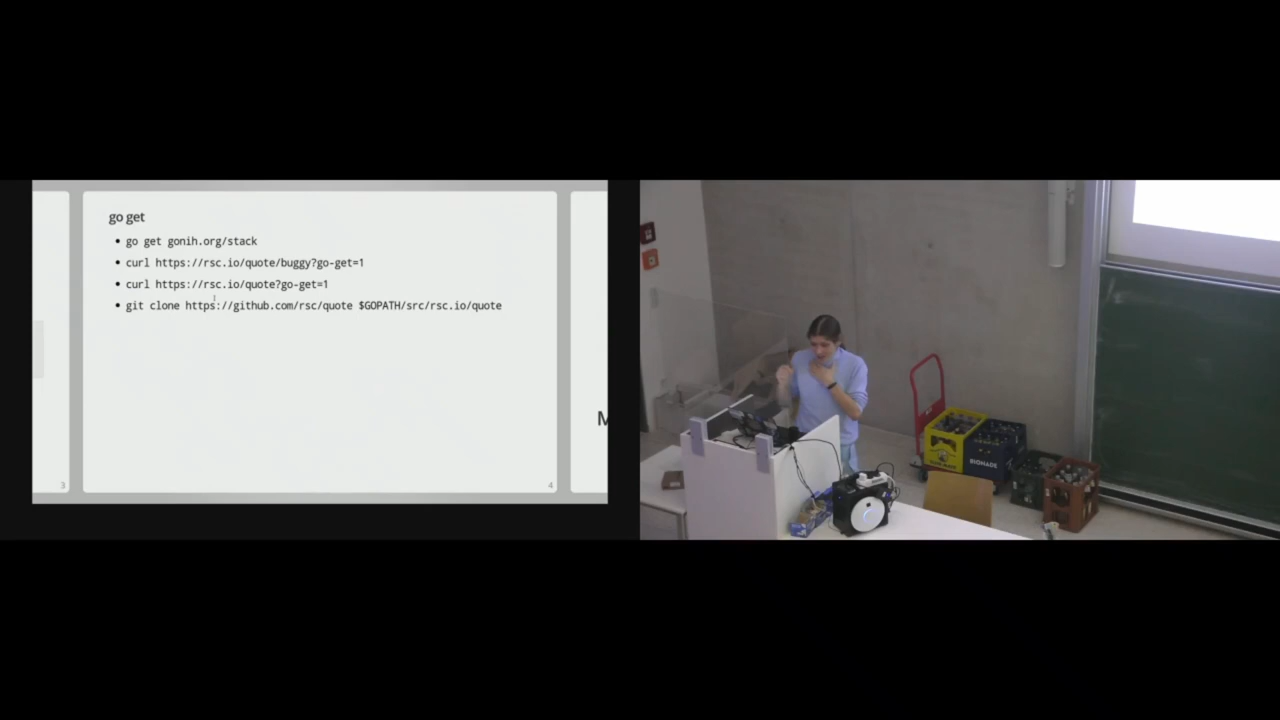 go get
• go get gonih.org/stack
• curl https://rsc.io/quote/buggy?go-get=1
• curl https://rsc.io/quote?go-get=1
• git clone https://github.com/rsc/quote $GOPATH/src/rsc.io/quote
M
3
4
BIONADE